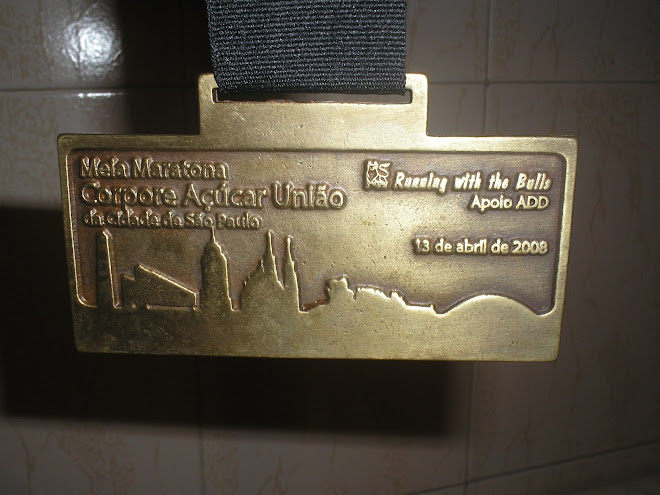 Meia Maratona
Corpore Açúcar União
da cidade de São Paulo
Running with the Bulls
Apoio ADD
13 de abril de 2008